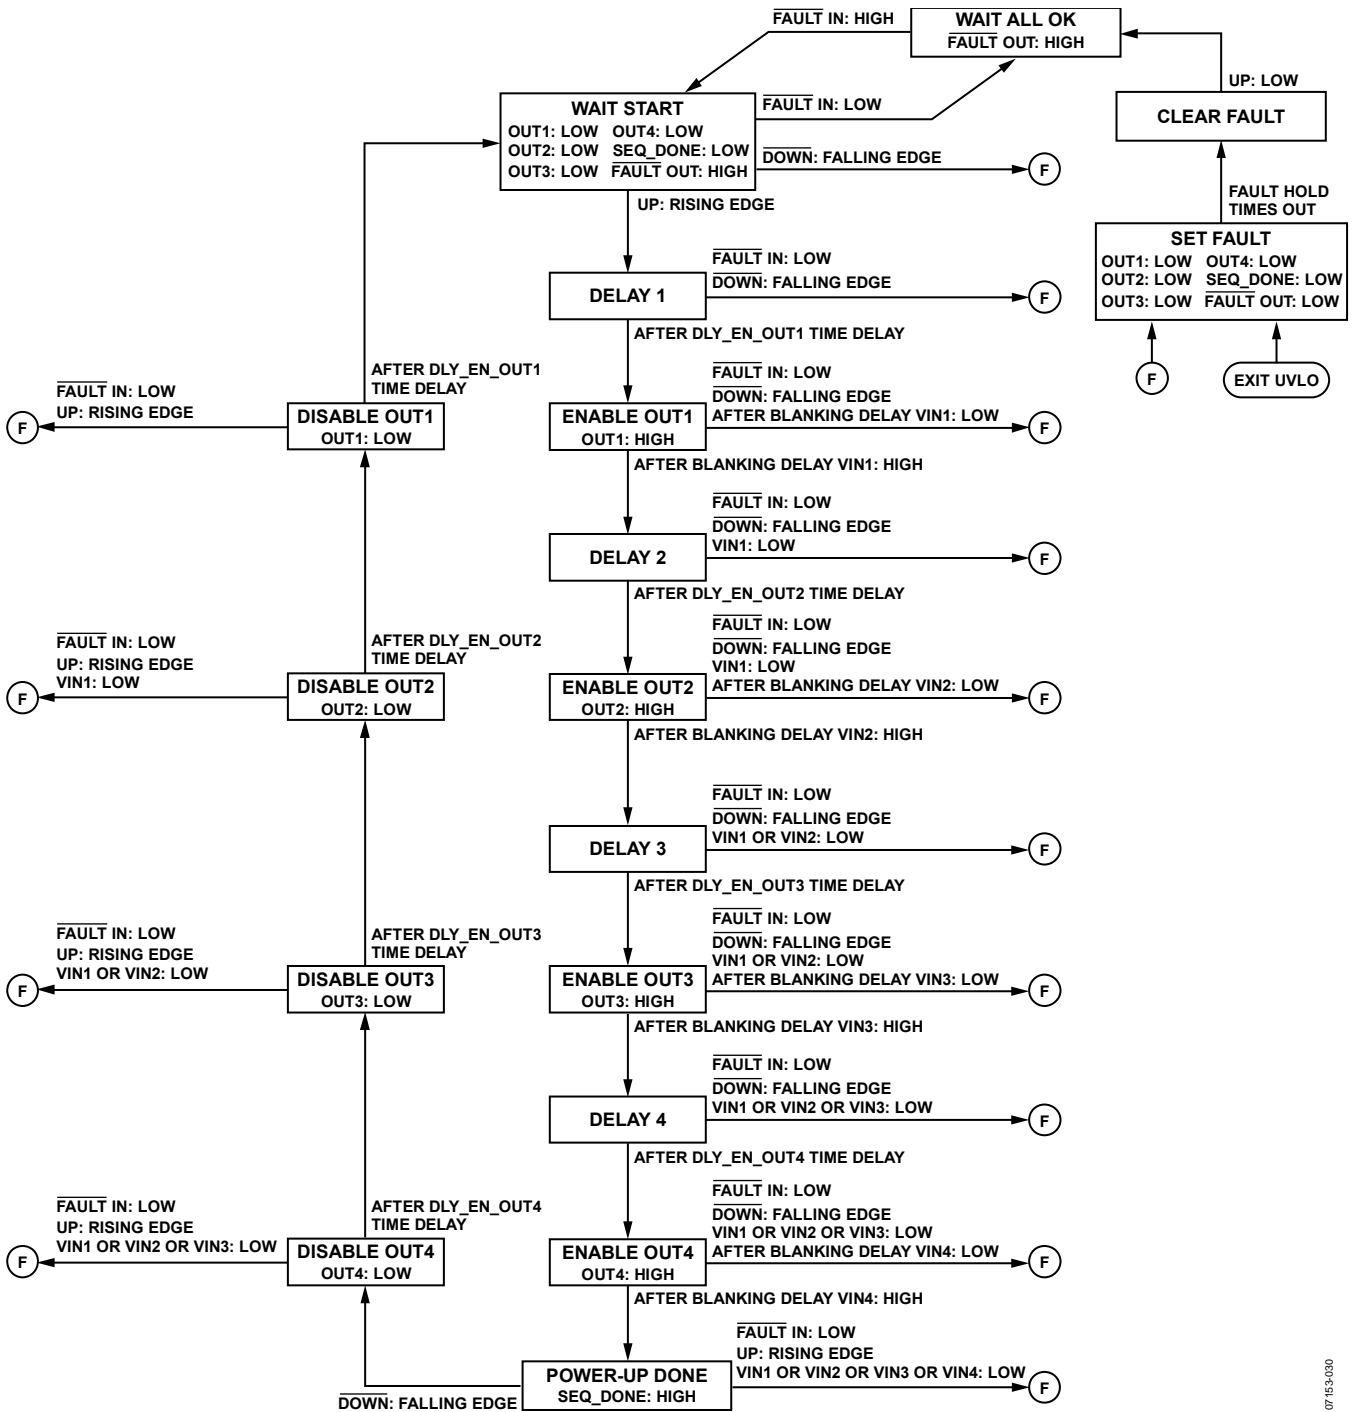 FAULT IN: HIGH
WAIT ALL OK
FAULT OUT: HIGH
UP: LOW
CLEAR FAULT
FAULT HOLD
TIMES OUT
SET FAULT
OUT1: LOW OUT4: LOW
OUT2: LOW SEQ_DONE: LOW
OUT3: LOW FAULT OUT: LOW
F
EXIT UVLO
WAIT START
OUT1: LOW OUT4: LOW
OUT2: LOW SEQ_DONE: LOW
OUT3: LOW FAULT OUT: HIGH
FAULT IN: LOW
DOWN: FALLING EDGE
F
UP: RISING EDGE
DELAY 1
FAULT IN: LOW
DOWN: FALLING EDGE
F
AFTER DLY_EN_OUT1 TIME DELAY
ENABLE OUT1
OUT1: HIGH
FAULT IN: LOW
DOWN: FALLING EDGE
AFTER BLANKING DELAY VIN1: LOW
F
AFTER BLANKING DELAY VIN1: HIGH
DELAY 2
FAULT IN: LOW
DOWN: FALLING EDGE
VIN1: LOW
F
AFTER DLY_EN_OUT2 TIME DELAY
ENABLE OUT2
OUT2: HIGH
FAULT IN: LOW
DOWN: FALLING EDGE
VIN1: LOW
AFTER BLANKING DELAY VIN2: LOW
F
AFTER BLANKING DELAY VIN2: HIGH
DELAY 3
FAULT IN: LOW
DOWN: FALLING EDGE
VIN1 OR VIN2: LOW
F
AFTER DLY_EN_OUT3 TIME DELAY
ENABLE OUT3
OUT3: HIGH
FAULT IN: LOW
DOWN: FALLING EDGE
VIN1 OR VIN2: LOW
AFTER BLANKING DELAY VIN3: LOW
F
AFTER BLANKING DELAY VIN3: HIGH
DELAY 4
FAULT IN: LOW
DOWN: FALLING EDGE
VIN1 OR VIN2 OR VIN3: LOW
F
AFTER DLY_EN_OUT4 TIME DELAY
ENABLE OUT4
OUT4: HIGH
FAULT IN: LOW
DOWN: FALLING EDGE
VIN1 OR VIN2 OR VIN3: LOW
AFTER BLANKING DELAY VIN4: LOW
F
AFTER BLANKING DELAY VIN4: HIGH
POWER-UP DONE
SEQ_DONE: HIGH
FAULT IN: LOW
UP: RISING EDGE
VIN1 OR VIN2 OR VIN3 OR VIN4: LOW
F
DOWN: FALLING EDGE
DISABLE OUT4
OUT4: LOW
FAULT IN: LOW
UP: RISING EDGE
VIN1 OR VIN2 OR VIN3: LOW
F
AFTER DLY_EN_OUT4
TIME DELAY
DISABLE OUT3
OUT3: LOW
FAULT IN: LOW
UP: RISING EDGE
VIN1 OR VIN2: LOW
F
AFTER DLY_EN_OUT3
TIME DELAY
DISABLE OUT2
OUT2: LOW
FAULT IN: LOW
UP: RISING EDGE
VIN1: LOW
F
AFTER DLY_EN_OUT2
TIME DELAY
DISABLE OUT1
OUT1: LOW
FAULT IN: LOW
UP: RISING EDGE
F
AFTER DLY_EN_OUT1
TIME DELAY
07153-030